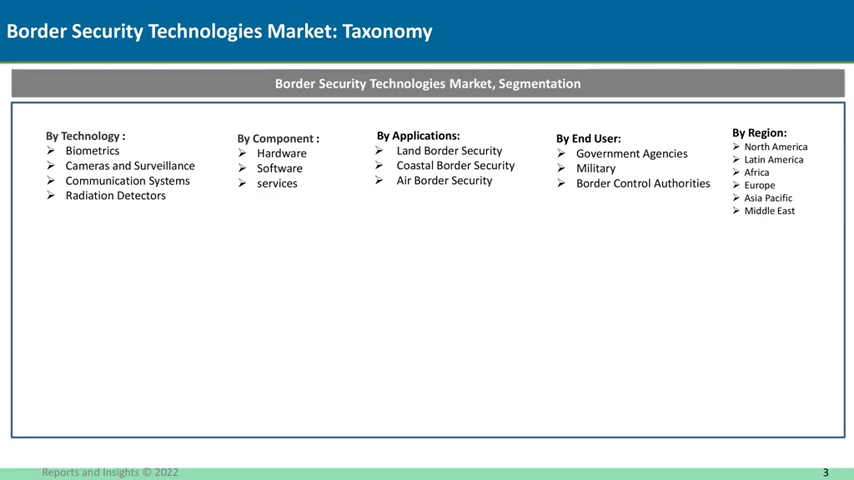 Border Security Technologies Market: Taxonomy
Border Security Technologies Market, Segmentation
By Technology :
Biometrics
Cameras and Surveillance
Communication Systems
Radiation Detectors
By Component :
Hardware
Software
services
By Applications:
Land Border Security
Coastal Border Security
Air Border Security
By End User:
Government Agencies
Military
Border Control Authorities
By Region:
North America
Latin America
Africa
Europe
Asia Pacific
Middle East
Reports and Insights © 2022
3